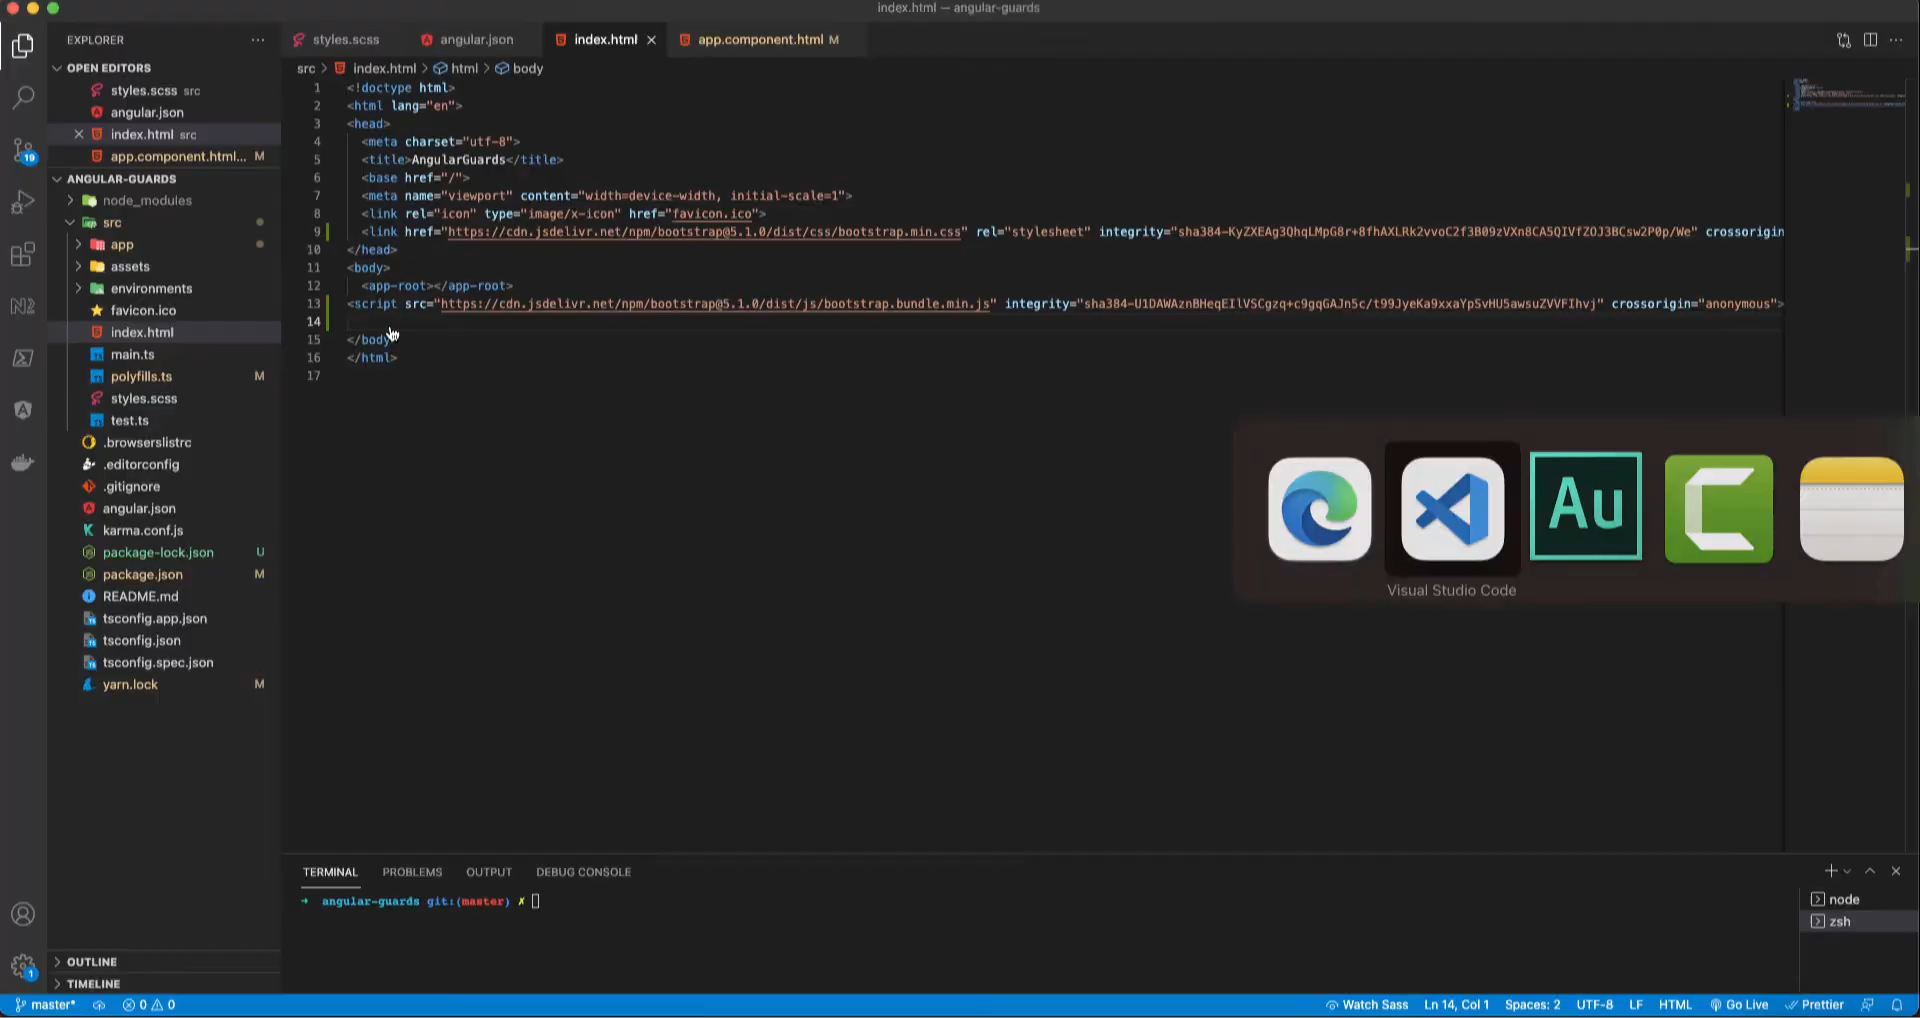 index.html — angular-guards
EXPLORER
styles.scss
angular.json
index.html
app.component.html M
OPEN EDITORS
src > index.html > html > body
styles.scss src
angular.json
index.html src
app.component.html... M
ANGULAR-GUARDS
node_modules
src
app
assets
environments
favicon.ico
index.html
main.ts
polyfills.ts M
styles.scss
test.ts
.browserslistrc
.editorconfig
.gitignore
angular.json
karma.conf.js
package-lock.json U
package.json M
README.md
tsconfig.app.json
tsconfig.json
tsconfig.spec.json
yarn.lock M
OUTLINE
TIMELINE
19
1
1 <!doctype html>
2 <html lang="en">
3 <head>
4 <meta charset="utf-8">
5 <title>AngularGuards</title>
6 <base href="/">
7 <meta name="viewport" content="width=device-width, initial-scale=1">
8 <link rel="icon" type="image/x-icon" href="favicon.ico">
9 <link href="https://cdn.jsdelivr.net/npm/bootstrap@5.1.0/dist/css/bootstrap.min.css" rel="stylesheet" integrity="sha384-KyZXEAg3QhqLMpG8r+8fhAXLRk2vvoC2f3B09zVXn8CA5QIVfZOJ3BCsw2P0p/We" crossorigin
10 </head>
11 <body>
12 <app-root></app-root>
13 <script src="https://cdn.jsdelivr.net/npm/bootstrap@5.1.0/dist/js/bootstrap.bundle.min.js" integrity="sha384-U1DAWAznBHeqEIlVSCgzq+c9gqGAJn5c/t99JyeKa9xxaYpSvHU5awsuZVVFIhvj" crossorigin="anonymous">
14
15 </body>
16 </html>
17
Au
Visual Studio Code
TERMINAL PROBLEMS OUTPUT DEBUG CONSOLE
➜ angular-guards git:(master) ✗
node
zsh
master* 0 0
Watch Sass Ln 14, Col 1 Spaces: 2 UTF-8 LF HTML Go Live Prettier